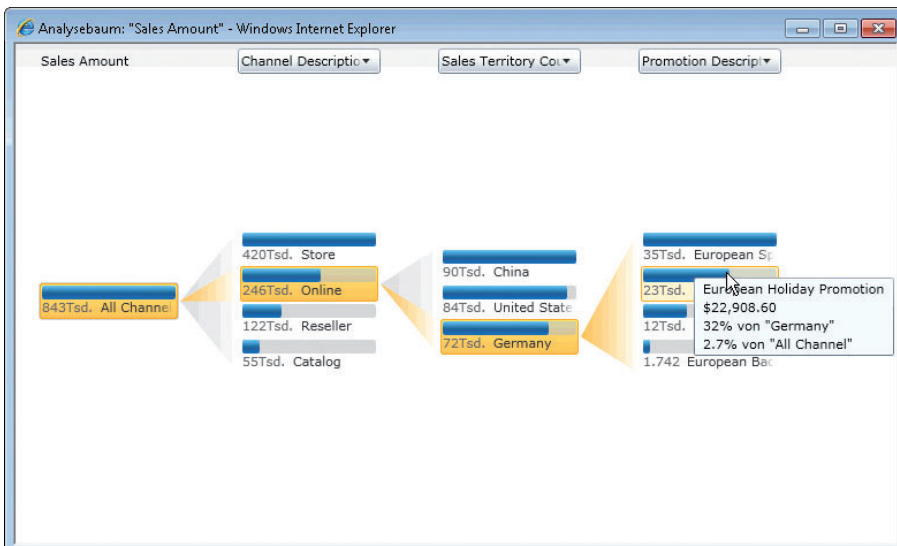 Analysebaum: "Sales Amount" - Windows Internet Explorer
Sales Amount
Channel Descriptio
Sales Territory Cou
Promotion Descript
843Tsd. All Channel
420Tsd. Store
246Tsd. Online
122Tsd. Reseller
55Tsd. Catalog
90Tsd. China
84Tsd. United State
72Tsd. Germany
35Tsd. European Sp
23Tsd.
12Tsd.
1.742 European Bac
European Holiday Promotion
$22,908.60
32% von "Germany"
2.7% von "All Channel"